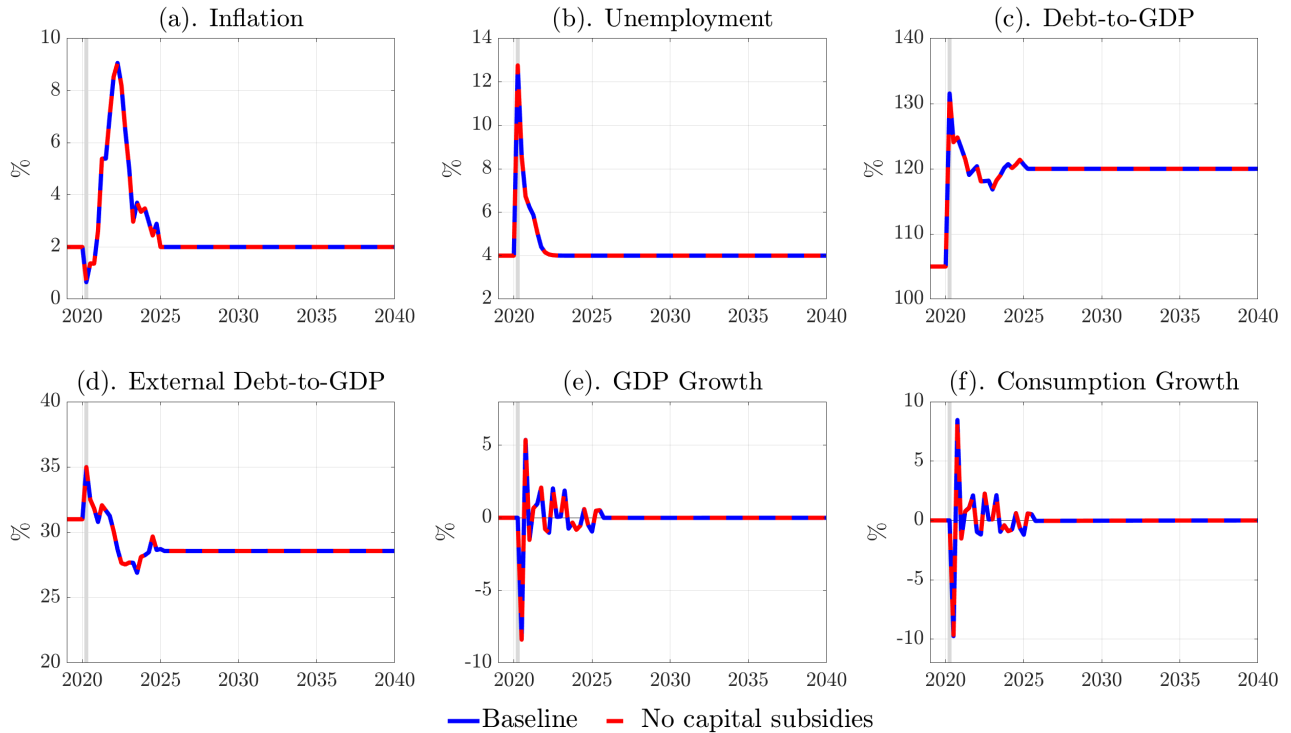 (a). Inflation
(b). Unemployment
(c). Debt-to-GDP
%
10
8
6
4
2
0
2020 2025 2030 2035 2040
%
14
12
10
8
6
4
2
2020 2025 2030 2035 2040
%
140
130
120
110
100
2020 2025 2030 2035 2040
(d). External Debt-to-GDP
(e). GDP Growth
(f). Consumption Growth
%
40
35
30
25
20
2020 2025 2030 2035 2040
%
5
0
-5
-10
2020 2025 2030 2035 2040
%
10
5
0
-5
-10
2020 2025 2030 2035 2040
Baseline No capital subsidies